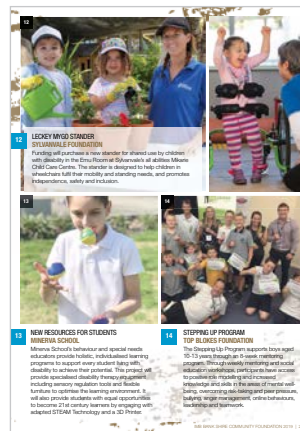 12
12
LECKEY MYGO STANDER
SYLVANVALE FOUNDATION
Funding will purchase a new stander for shared use by children
with disability in the Emu Room at Sylvanvale's all abilities Mikarie
Child Care Centre. The stander is designed to help children in
wheelchairs fulfil their mobility and standing needs, and promotes
independence, safety and inclusion.
13
13
NEW RESOURCES FOR STUDENTS
MINERVA SCHOOL
Minerva School's behaviour and special needs
educators provide holistic, individualised learning
programs to support every student living with
disability to achieve their potential. This project will
provide specialised disability therapy equipment
including sensory regulation tools and flexible
furniture to optimise the learning environment. It
will also provide students with equal opportunities
to become 21st century learners by engaging with
adapted STEAM Technology and a 3D Printer.
14
14
STEPPING UP PROGRAM
TOP BLOKES FOUNDATION
The Stepping Up Program supports boys aged
10-13 years through an 8-week mentoring
program. Through weekly mentoring and social
education workshops, participants have access
to positive role modelling and increased
knowledge and skills in the areas of mental well-
being, overcoming risk-taking and peer pressure,
bullying, anger management, online behaviours,
leadership and teamwork.
COMMUNITY FOUNDATION